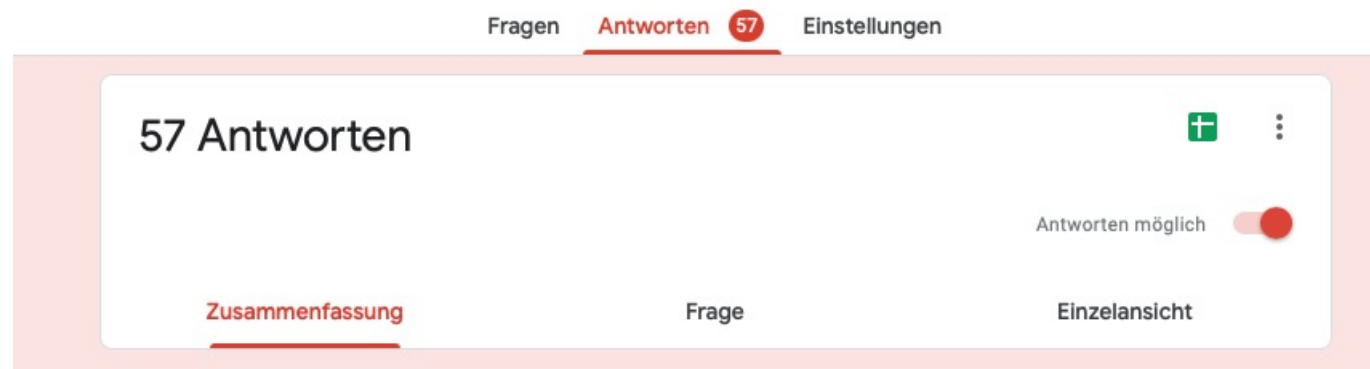 Fragen Antworten 57 Einstellungen
57 Antworten
Antworten möglich
Zusammenfassung Frage Einzelansicht